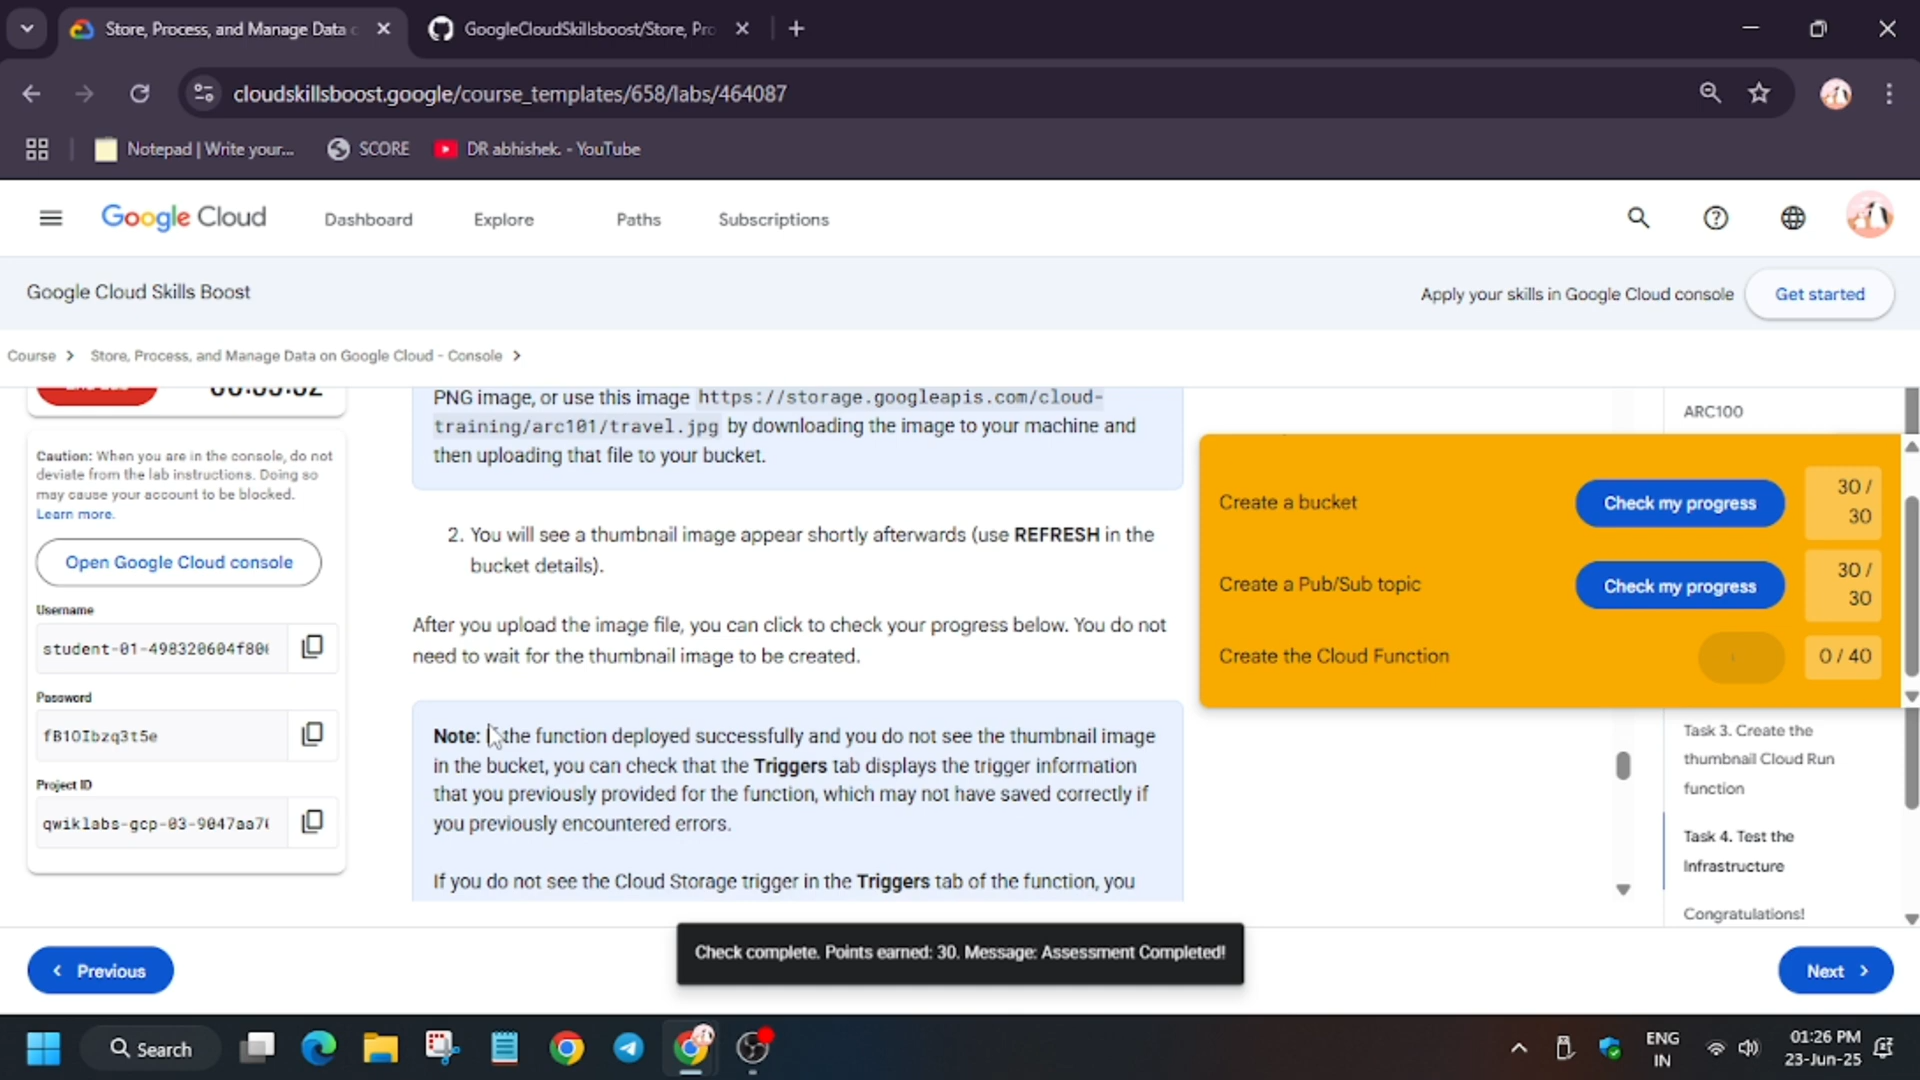 Store, Process, and Manage Data
GoogleCloudSkillsboost/Store, Pro
cloudskillsboost.google/course_templates/658/labs/464087
Notepad | Write your...
SCORE
DR abhishek. - YouTube
Google Cloud
Dashboard
Explore
Paths
Subscriptions
Google Cloud Skills Boost
Apply your skills in Google Cloud console
Get started
Course
Store, Process, and Manage Data on Google Cloud - Console
Caution: When you are in the console, do not
deviate from the lab instructions. Doing so
may cause your account to be blocked.
Learn more.
Open Google Cloud console
Username
student-01-498320604f80
Password
fB1OIbzq3t5e
Project ID
qwiklabs-gcp-03-9047aa7
PNG image, or use this image https://storage.googleapis.com/cloud-
training/arc101/travel.jpg by downloading the image to your machine and
then uploading that file to your bucket.
2. You will see a thumbnail image appear shortly afterwards (use REFRESH in the
bucket details).
After you upload the image file, you can click to check your progress below. You do not
need to wait for the thumbnail image to be created.
Note: If the function deployed successfully and you do not see the thumbnail image
in the bucket, you can check that the Triggers tab displays the trigger information
that you previously provided for the function, which may not have saved correctly if
you previously encountered errors.
If you do not see the Cloud Storage trigger in the Triggers tab of the function, you
ARC100
Create a bucket
Check my progress
30 /
30
Create a Pub/Sub topic
Check my progress
30 /
30
Create the Cloud Function
0 / 40
Task 3. Create the
thumbnail Cloud Run
function
Task 4. Test the
Infrastructure
Congratulations!
Previous
Check complete. Points earned: 30. Message: Assessment Completed!
Next
Search
ENG
IN
01:26 PM
23-Jun-25